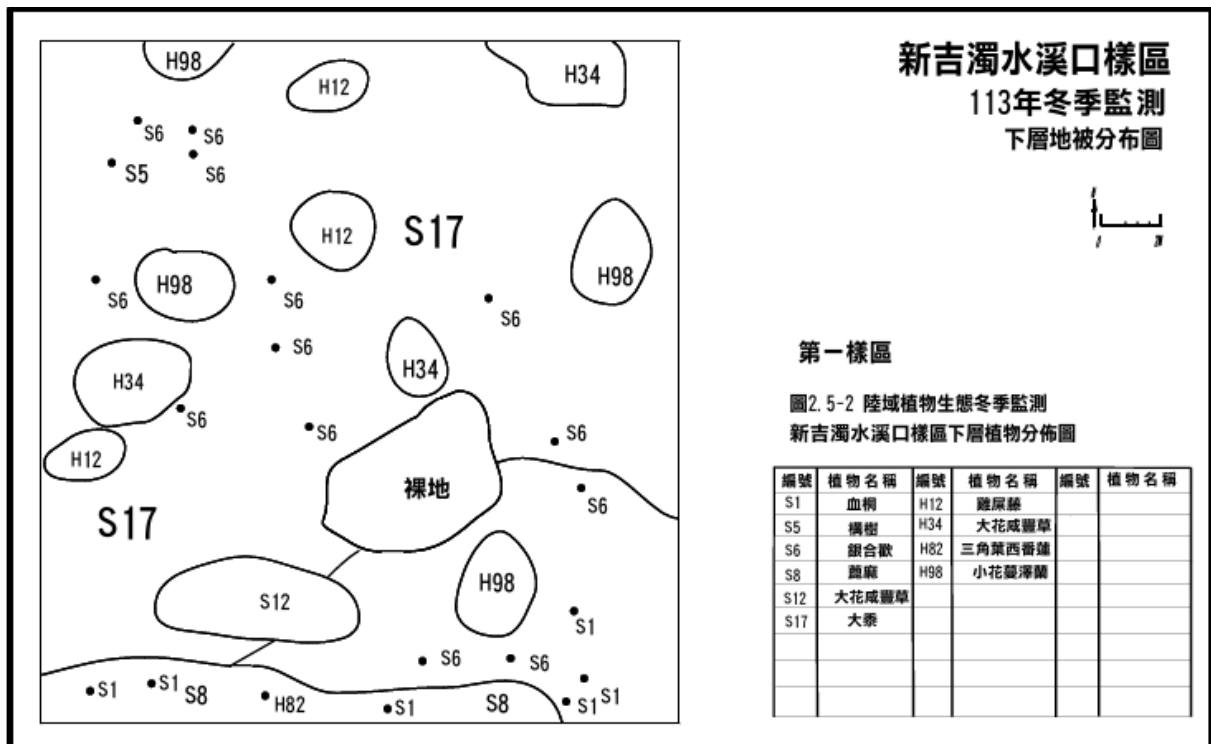 新吉濁水溪口樣區
113年冬季監測
下層地被分布圖
H98
H12
H34
S6
S6
S6
S5
H12
S17
H98
H98
S6
S6
S6
S6
H34
H34
S6
S6
S6
H12
裸地
S6
S17
H98
S12
S1
S6
S6
S1
S1
S8
H82
S1
S8
S1
S1
第一樣區
圖2.5-2 陸域植物生態冬季監測
新吉濁水溪口樣區下層植物分佈圖
編號 植物名稱 編號 植物名稱 編號 植物名稱
S1 血桐 H12 雞屎藤
S5 構樹 H34 大花咸豐草
S6 銀合歡 H82 三角葉西番蓮
S8 蓖麻 H98 小花蔓澤蘭
S12 大花咸豐草
S17 大黍